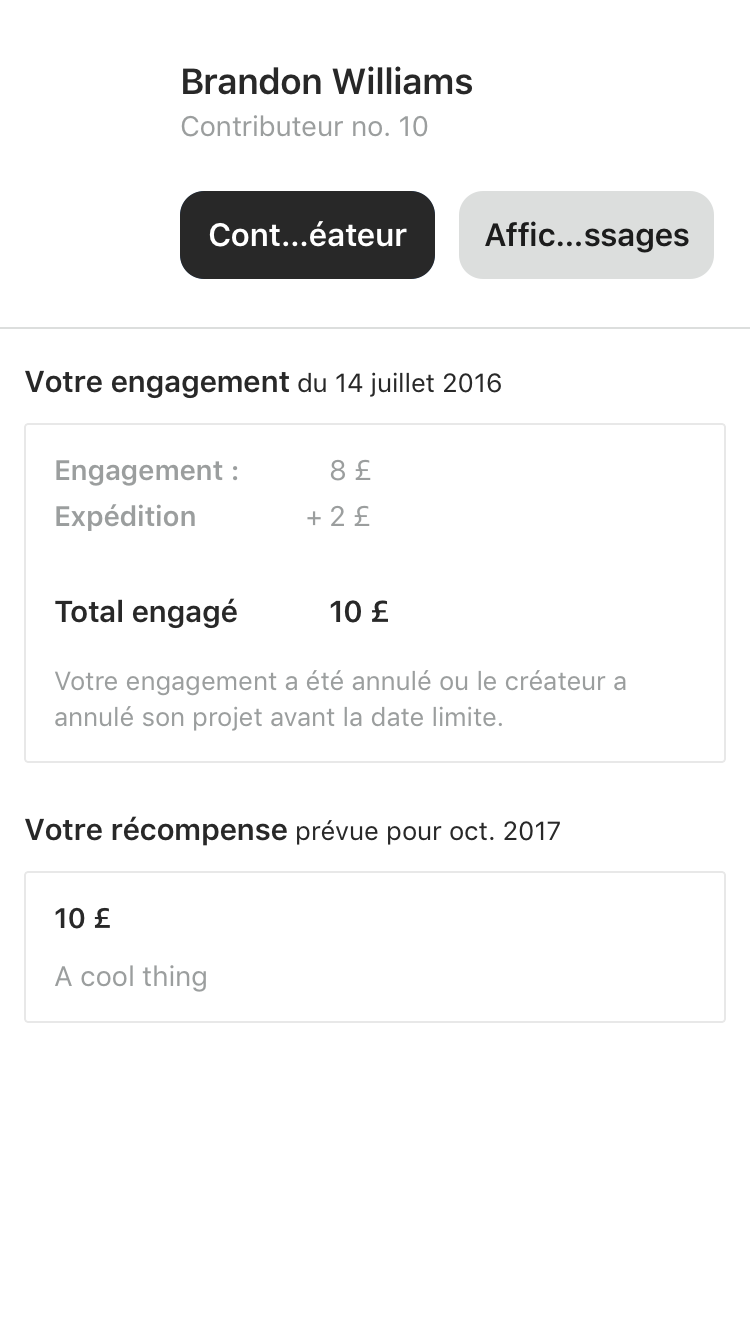 Brandon Williams
Contributeur no. 10
Cont...éateur
Affic...ssages
Votre engagement du 14 juillet 2016
Engagement : 8 £
Expédition + 2 £
Total engagé 10 £
Votre engagement a été annulé ou le créateur a
annulé son projet avant la date limite.
Votre récompense prévue pour oct. 2017
10 £
A cool thing